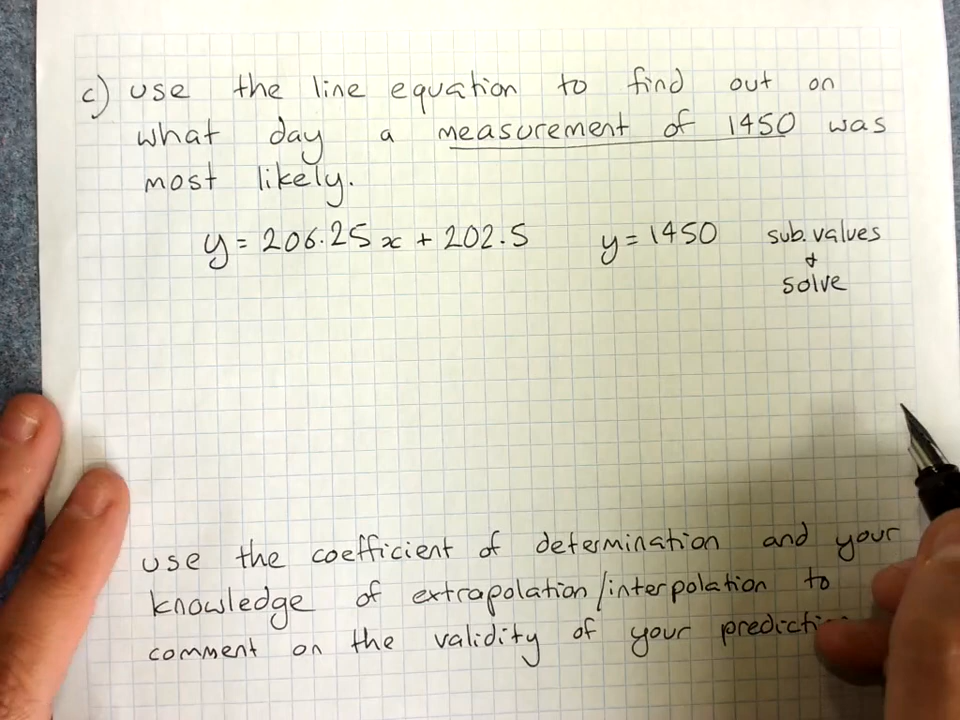 c) use the line equation to find out on
what day a measurement of 1450 was
most likely.
y = 206.25x + 202.5 y = 1450 sub. values
&
solve
use the coefficient of determination and your
knowledge of extrapolation/interpolation to
comment on the validity of your